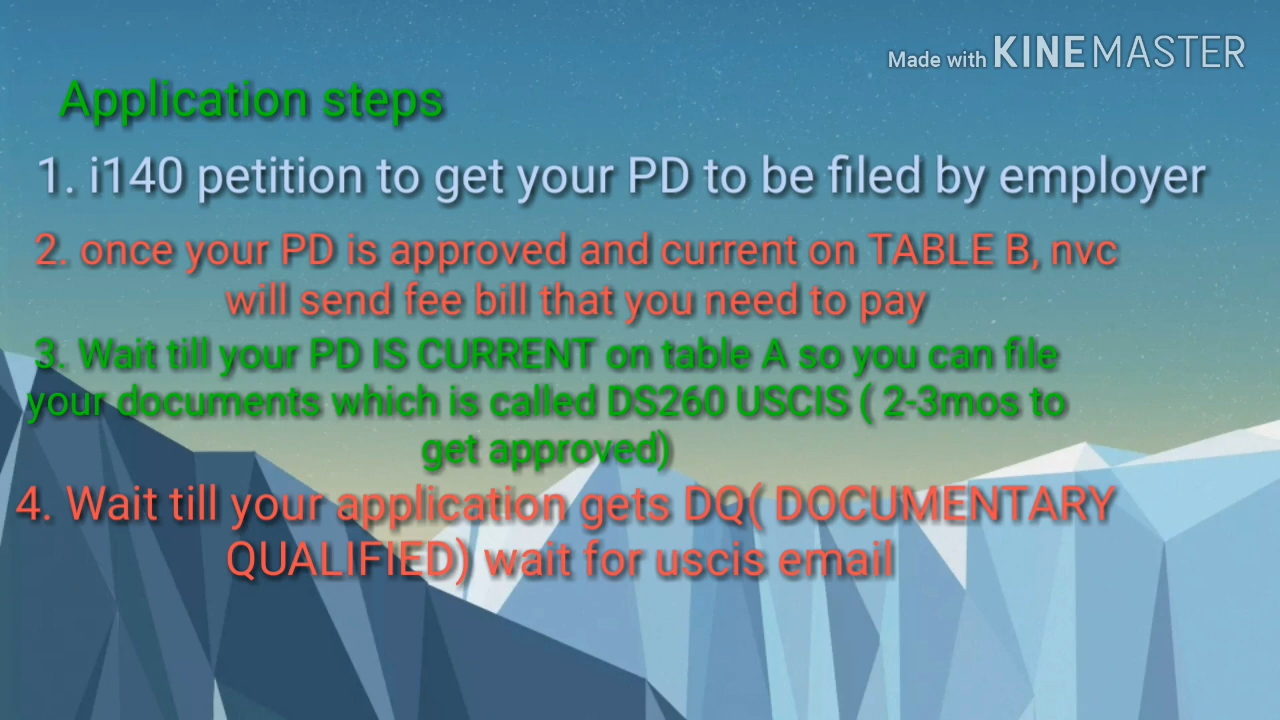 Made with KINEMASTER
Application steps
1. i140 petition to get your PD to be filed by employer
2. once your PD is approved and current on TABLE B, nvc
will send fee bill that you need to pay
3. Wait till your PD IS CURRENT on table A so you can file
your documents which is called DS260 USCIS ( 2-3mos to
get approved)
4. Wait till your application gets DQ( DOCUMENTARY
QUALIFIED) wait for uscis email